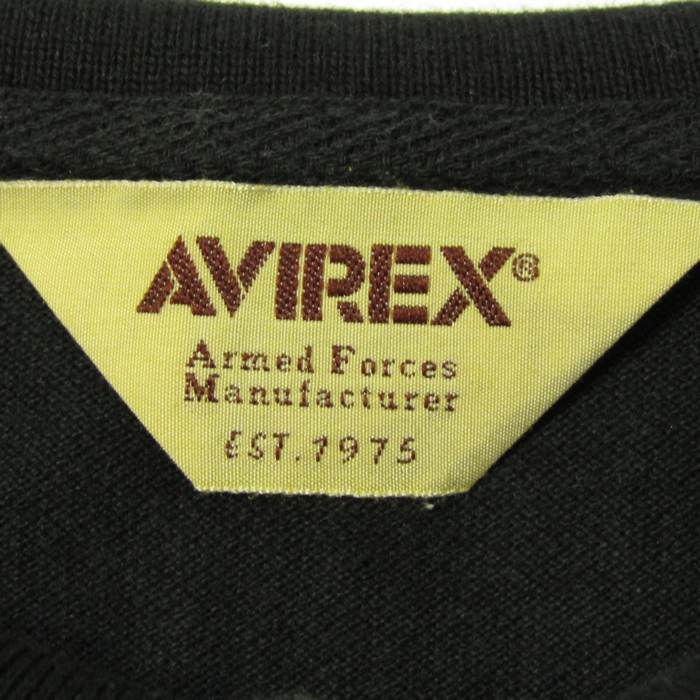 AVIREX®
Armed Forces
Manufacturer
EST.1975